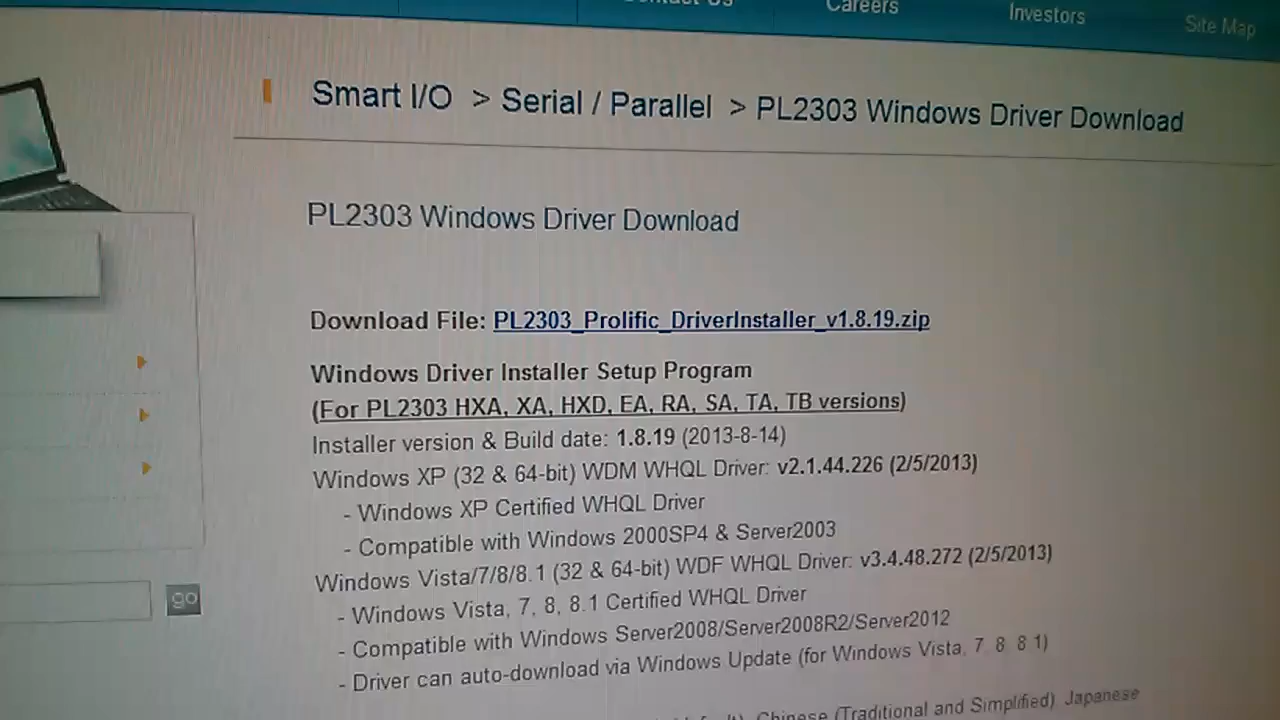 Contact Us Careers Investors Site Map
Smart I/O > Serial / Parallel > PL2303 Windows Driver Download
PL2303 Windows Driver Download
Download File: PL2303_Prolific_DriverInstaller_v1.8.19.zip
Windows Driver Installer Setup Program
(For PL2303 HXA, XA, HXD, EA, RA, SA, TA, TB versions)
Installer version & Build date: 1.8.19 (2013-8-14)
Windows XP (32 & 64-bit) WDM WHQL Driver: v2.1.44.226 (2/5/2013)
- Windows XP Certified WHQL Driver
- Compatible with Windows 2000SP4 & Server2003
Windows Vista/7/8/8.1 (32 & 64-bit) WDF WHQL Driver: v3.4.48.272 (2/5/2013)
- Windows Vista, 7, 8, 8.1 Certified WHQL Driver
go
- Compatible with Windows Server2008/Server2008R2/Server2012
- Driver can auto-download via Windows Update (for Windows Vista, 7 8 8 1)
Chinese (Traditional and Simplified) Japanese